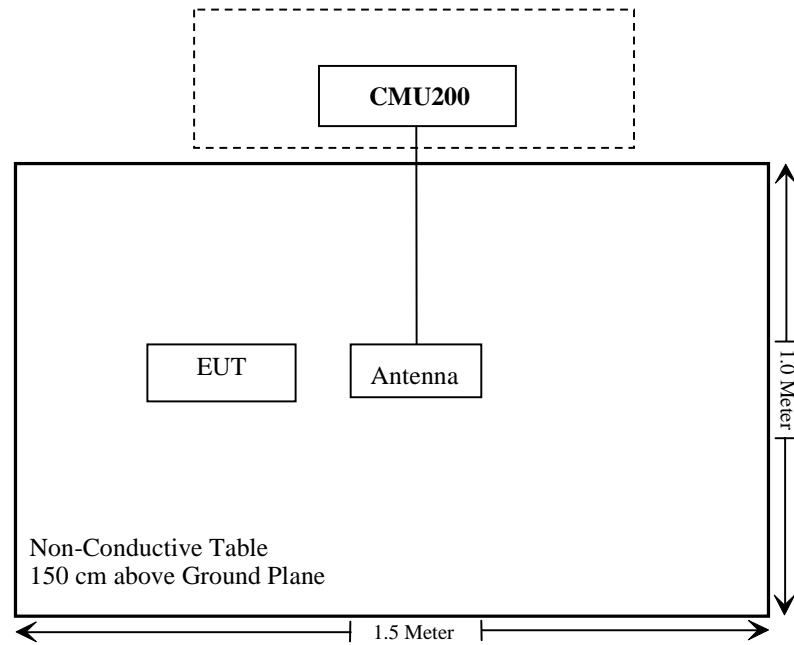 CMU200
EUT
Antenna
1.0 Meter
Non-Conductive Table
150 cm above Ground Plane
1.5 Meter